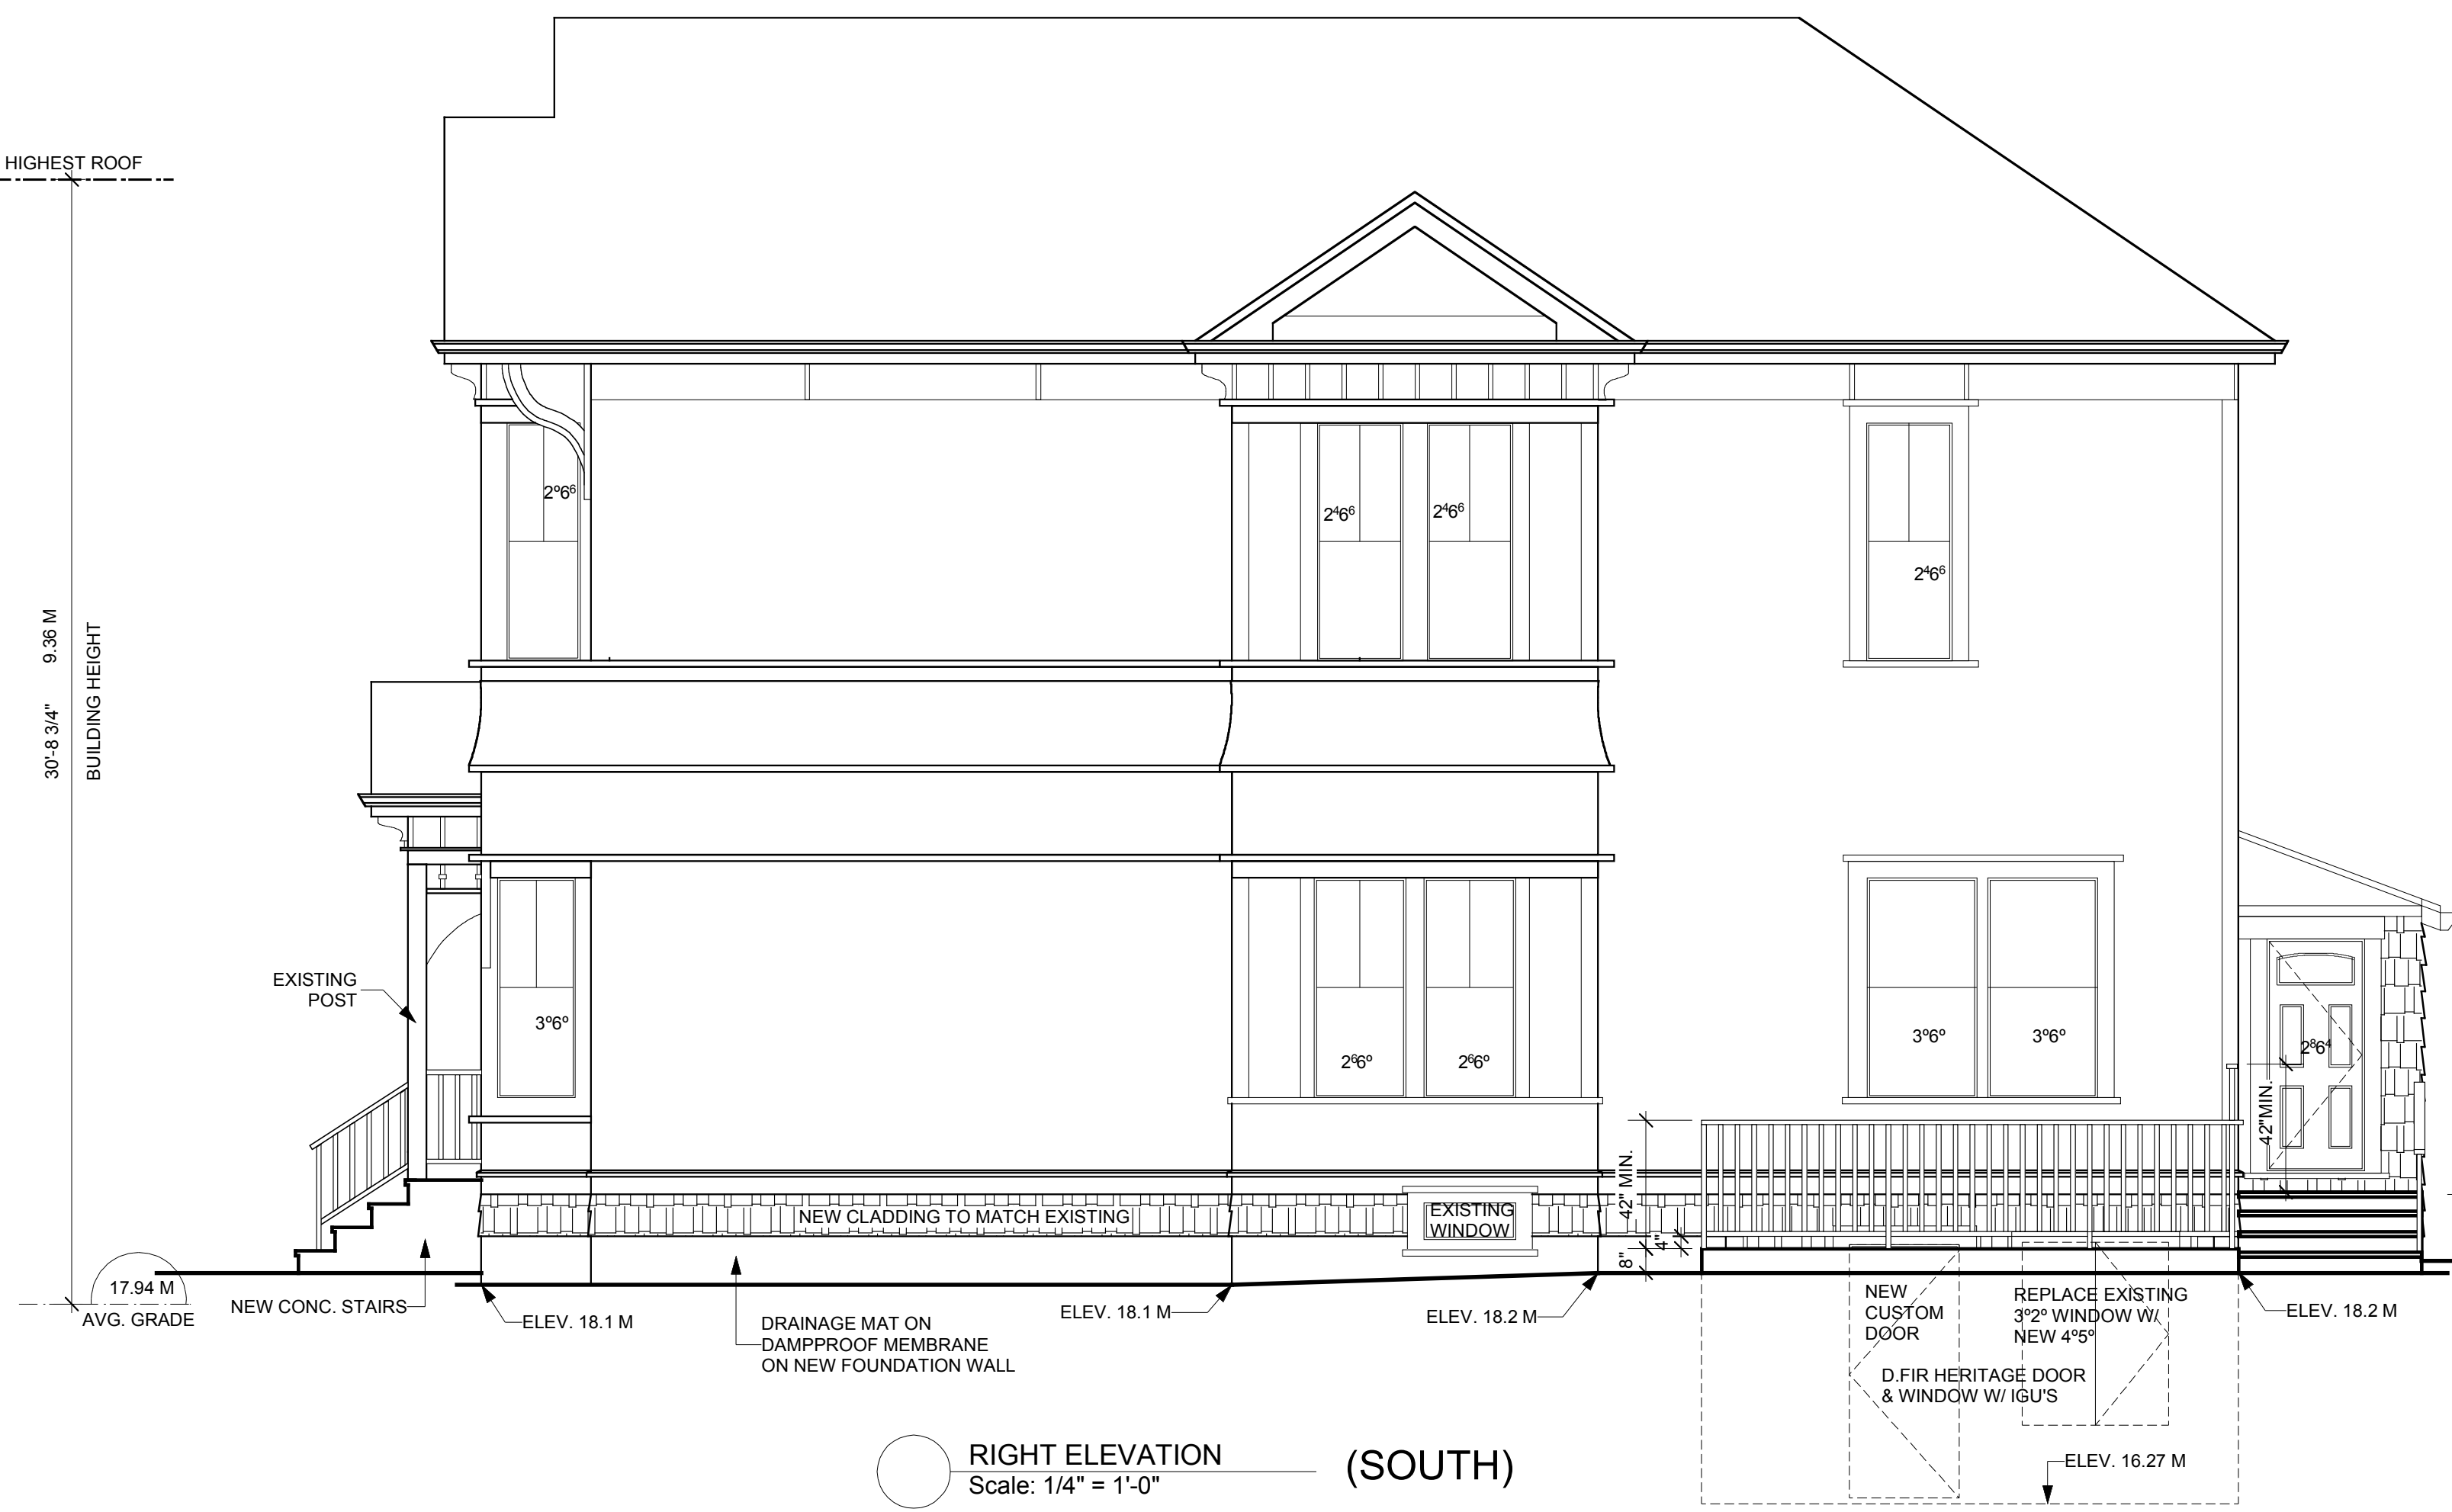 HIGHEST ROOF
30'-8 3/4" 9.36 M
BUILDING HEIGHT
2⁰6⁶
2⁴6⁶
2⁴6⁶
2⁴6⁶
EXISTING
POST
3⁰6⁰
2⁶6⁰
2⁶6⁰
3⁰6⁰
3⁰6⁰
2⁸6⁴
42"MIN.
42" MIN.
4"
8"
NEW CLADDING TO MATCH EXISTING
EXISTING
WINDOW
17.94 M
AVG. GRADE
NEW CONC. STAIRS
ELEV. 18.1 M
DRAINAGE MAT ON
DAMPPROOF MEMBRANE
ON NEW FOUNDATION WALL
ELEV. 18.1 M
ELEV. 18.2 M
NEW
CUSTOM
DOOR
REPLACE EXISTING
3⁰2⁰ WINDOW W/
NEW 4⁰5⁰
ELEV. 18.2 M
D.FIR HERITAGE DOOR
& WINDOW W/ IGU'S
ELEV. 16.27 M
RIGHT ELEVATION
Scale: 1/4" = 1'-0"
(SOUTH)